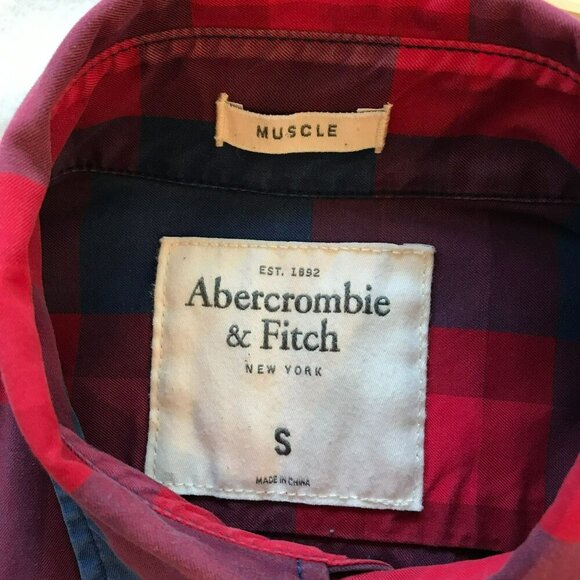 MUSCLE
EST. 1892
Abercrombie
& Fitch
NEW YORK
S
MADE IN CHINA